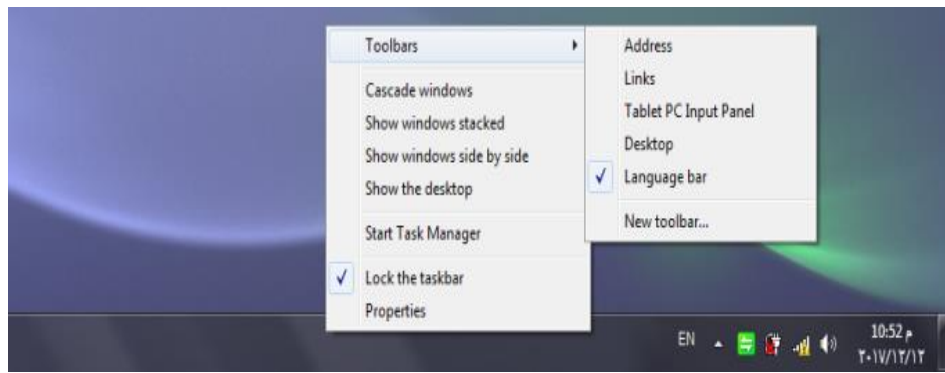 Toolbars
Cascade windows
Show windows stacked
Show windows side by side
Show the desktop
Start Task Manager
Lock the taskbar
Properties
Address
Links
Tablet PC Input Panel
Desktop
Language bar
New toolbar...
EN
10:52 م
٢٠١٧/١٢/١٢